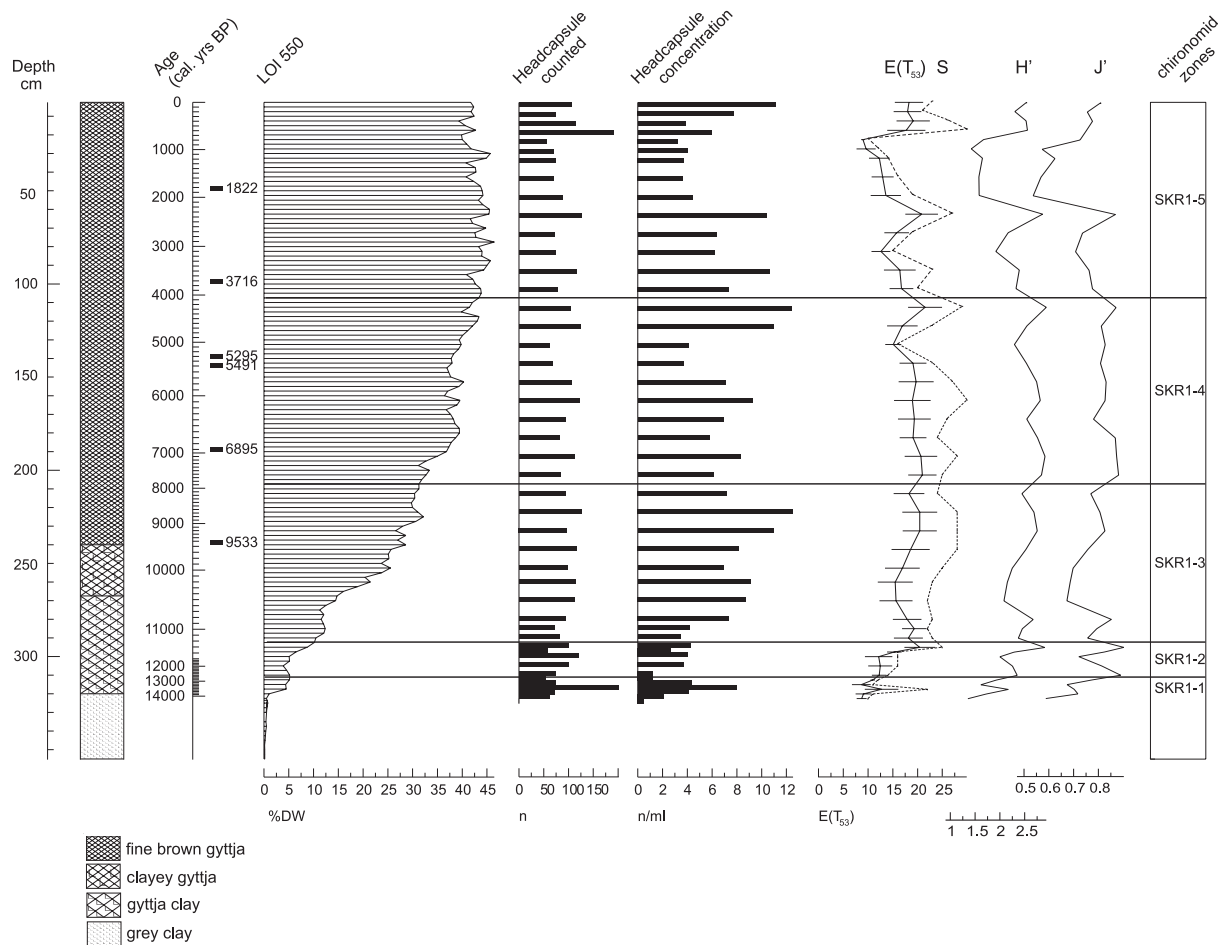 Depth
cm
Age
(cal. yrs BP)
LOI 550
Headcapsule
counted
Headcapsule
concentration
E(T53)
S
H'
J'
chironomid
zones
0
1000
2000
3000
4000
5000
6000
7000
8000
9000
10000
11000
12000
13000
14000
50
100
150
200
250
300
1822
3716
5295
5491
6895
9533
SKR1-5
SKR1-4
SKR1-3
SKR1-2
SKR1-1
0 5 10 15 20 25 30 35 40 45
%DW
0 50 100 150
n
0 2 4 6 8 10 12
n/ml
0 5 10 15 20 25
E(T53)
1 1.5 2 2.5
0.5 0.6 0.7 0.8
fine brown gyttja
clayey gyttja
gyttja clay
grey clay